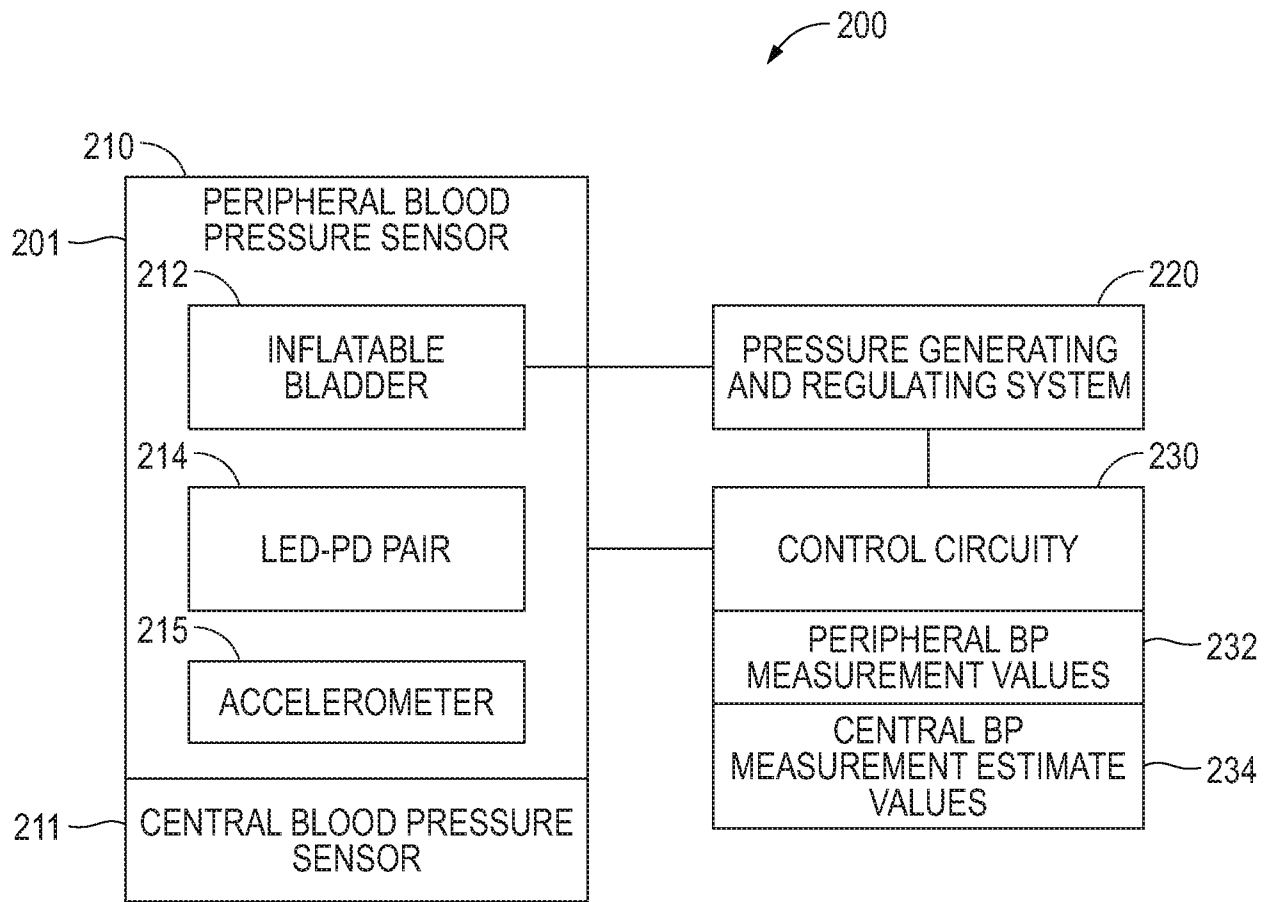 200
210
PERIPHERAL BLOOD
PRESSURE SENSOR
201
212
INFLATABLE
BLADDER
220
PRESSURE GENERATING
AND REGULATING SYSTEM
214
LED-PD PAIR
230
CONTROL CIRCUITY
215
ACCELEROMETER
PERIPHERAL BP
MEASUREMENT VALUES
232
CENTRAL BP
MEASUREMENT ESTIMATE
VALUES
234
211
CENTRAL BLOOD PRESSURE
SENSOR